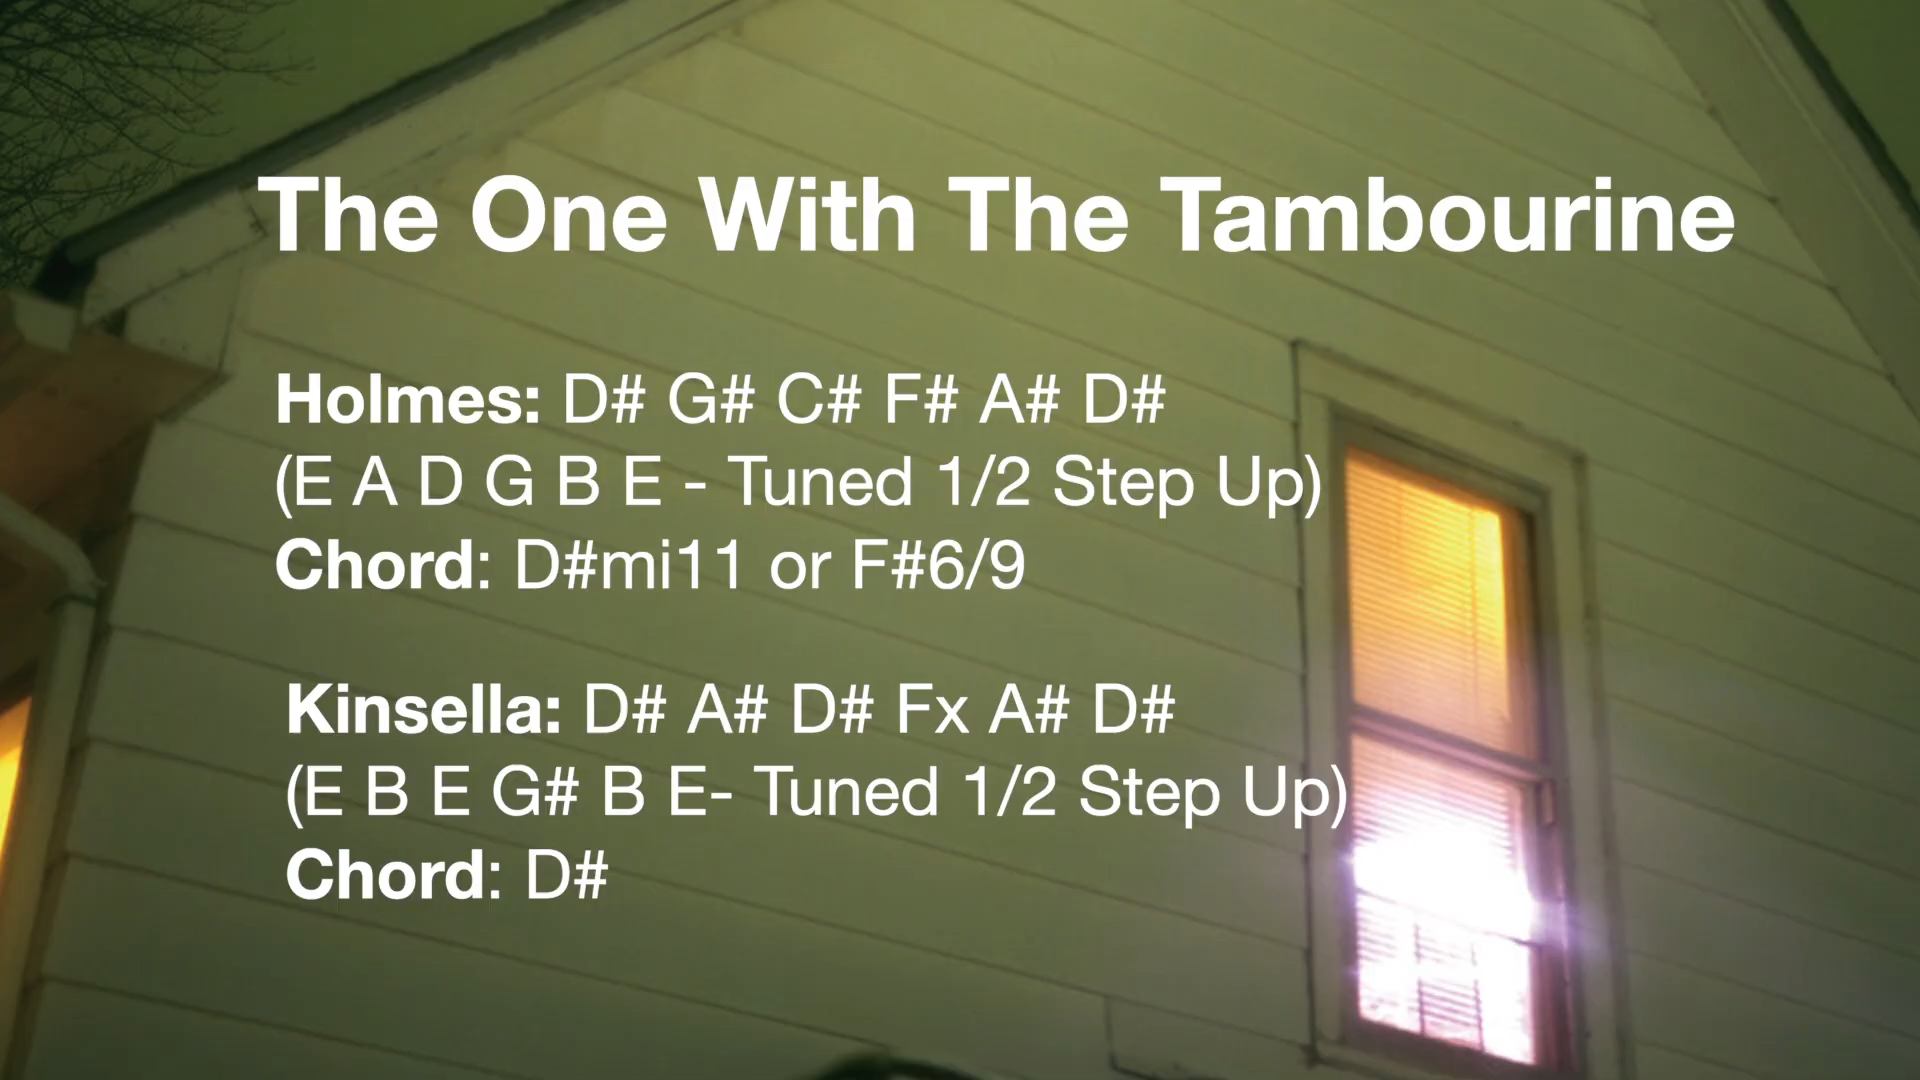 The One With The Tambourine
Holmes: D# G# C# F# A# D#
(E A D G B E - Tuned 1/2 Step Up)
Chord: D#mi11 or F#6/9
Kinsella: D# A# D# Fx A# D#
(E B E G# B E- Tuned 1/2 Step Up)
Chord: D#